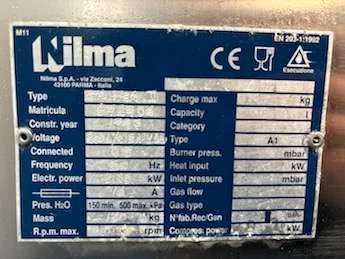 M11
Nilma
Nilma S.p.A. - via Zacconi, 24
43100 PARMA - Italia
CE
EN 203-1:1992
Esecuzione
Type
Matricula
Constr. year
Voltage
Connected
Frequency Hz
Electr. power kW
A
Pres. H2O 150 min. 500 max. kPa
Mass kg
R.p.m. max. rpm
Charge max kg
Capacity l
Category
Type A1
Burner press. mbar
Heat input kW
Inlet pressure mbar
Gas flow
Gas type
N°fab.Rec/Gen
Compres. power kW